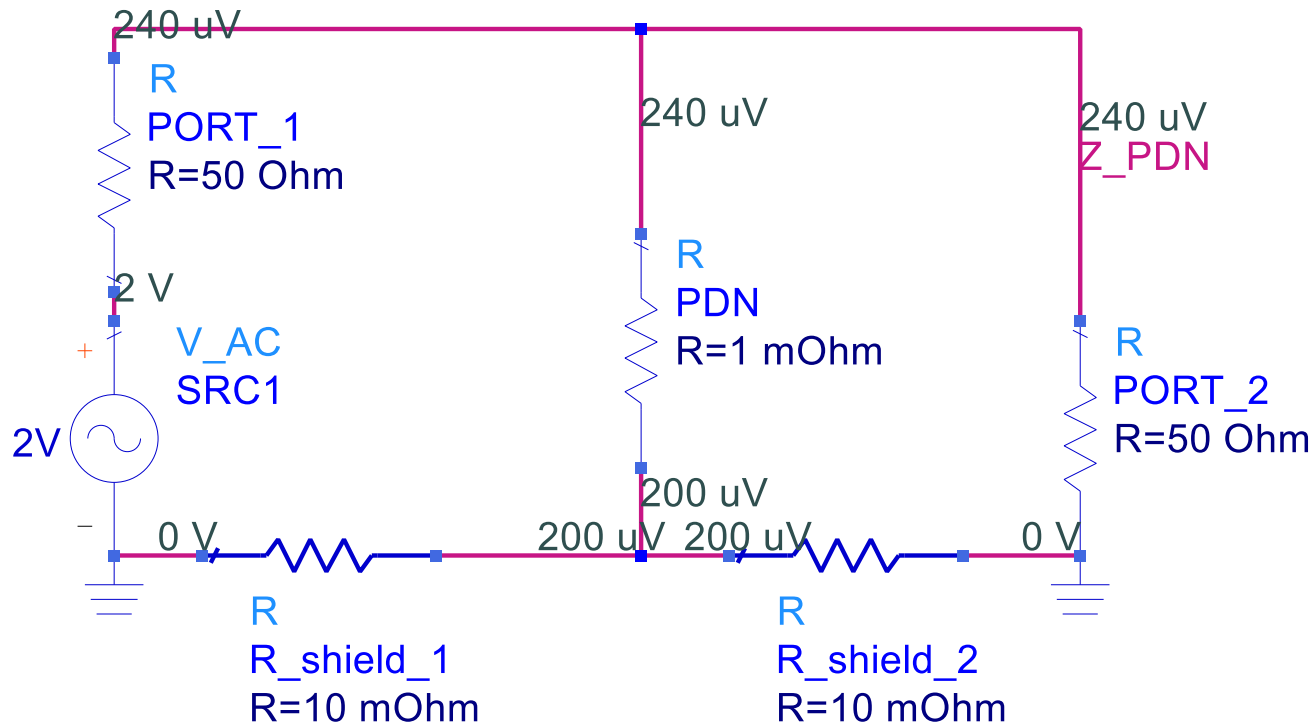 240 uV
R
PORT_1
R=50 Ohm
2 V
+
V_AC
SRC1
2V
−
240 uV
R
PDN
R=1 mOhm
200 uV
240 uV
Z_PDN
R
PORT_2
R=50 Ohm
0 V
200 uV
200 uV
0 V
R
R_shield_1
R=10 mOhm
R
R_shield_2
R=10 mOhm